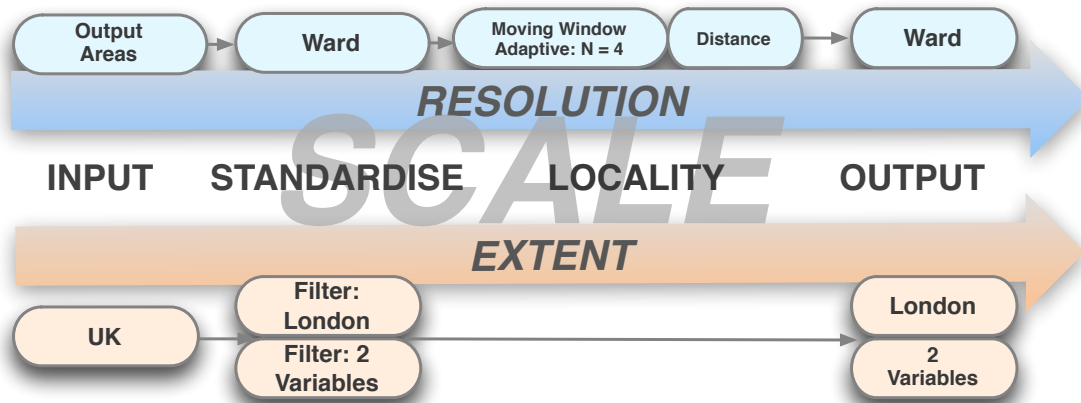 Output
Areas
Ward
Moving Window
Adaptive: N = 4
Distance
Ward
RESOLUTION
SCALE
INPUT
STANDARDISE
LOCALITY
OUTPUT
EXTENT
UK
Filter:
London
Filter: 2
Variables
London
2
Variables